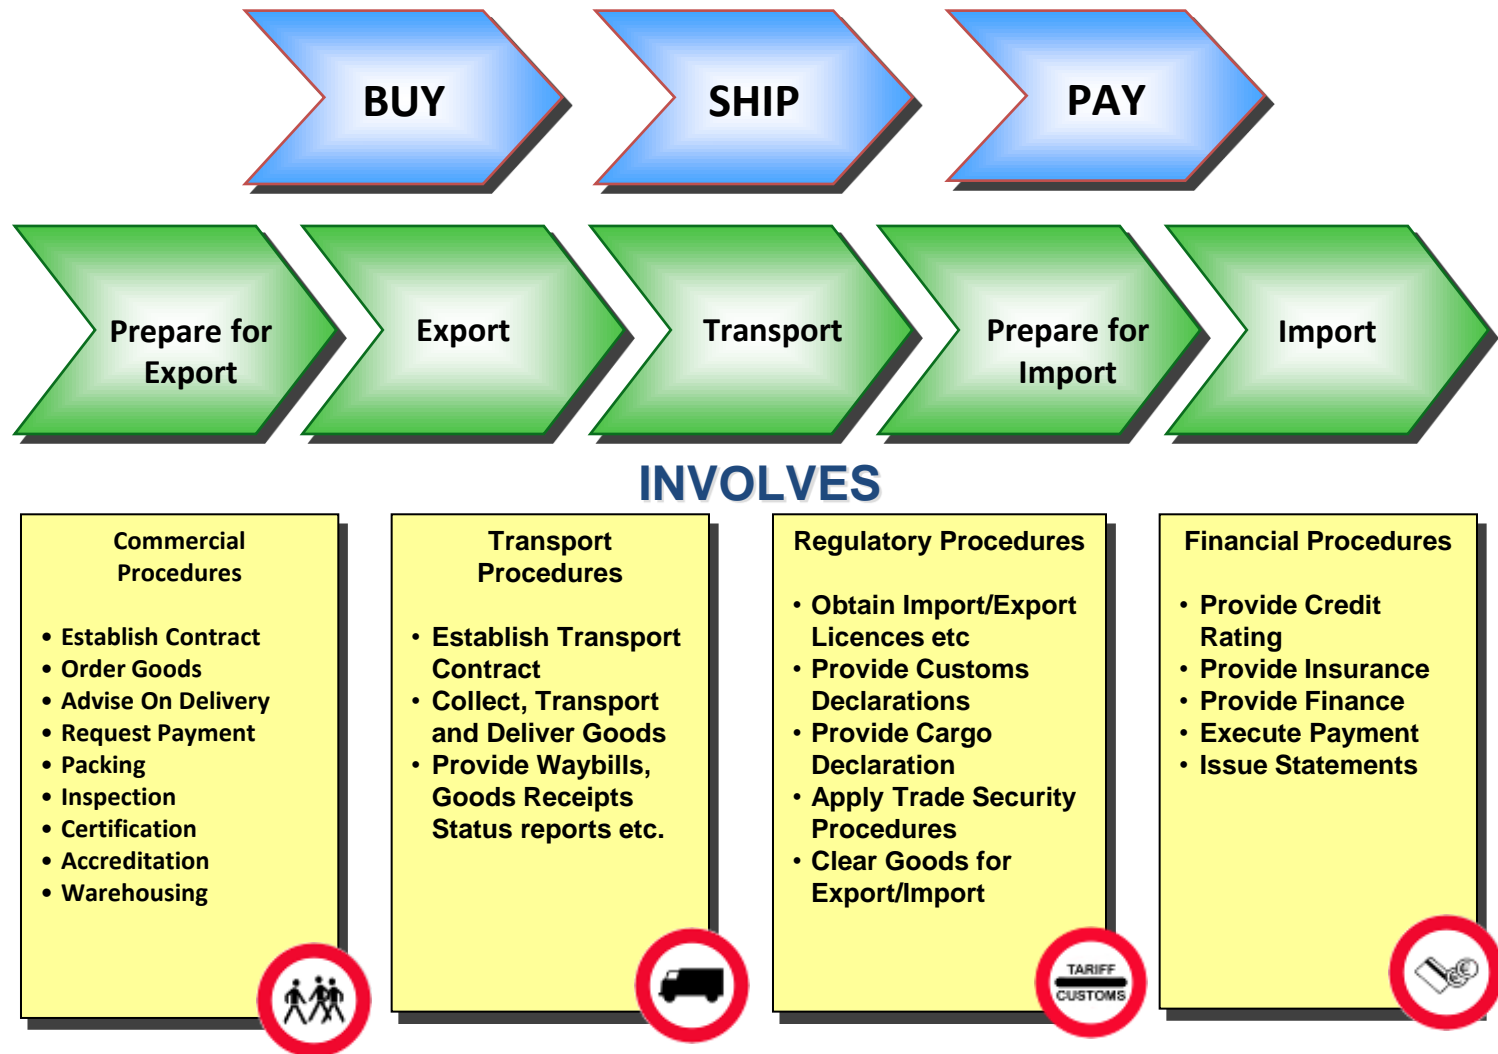 BUY
SHIP
PAY
Prepare for
Export
Export
Transport
Prepare for
Import
Import
INVOLVES
Commercial
Procedures
• Establish Contract
• Order Goods
• Advise On Delivery
• Request Payment
• Packing
• Inspection
• Certification
• Accreditation
• Warehousing
Transport
Procedures
• Establish Transport
Contract
• Collect, Transport
and Deliver Goods
• Provide Waybills,
Goods Receipts
Status reports etc.
Regulatory Procedures
• Obtain Import/Export
Licences etc
• Provide Customs
Declarations
• Provide Cargo
Declaration
• Apply Trade Security
Procedures
• Clear Goods for
Export/Import
TARIFF
CUSTOMS
Financial Procedures
• Provide Credit
Rating
• Provide Insurance
• Provide Finance
• Execute Payment
• Issue Statements